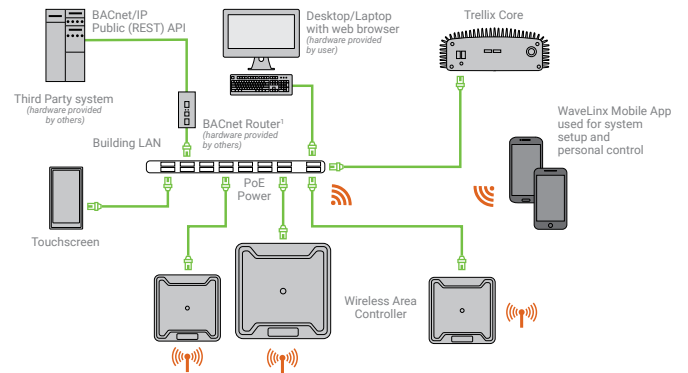 BACnet/IP
Public (REST) API
Desktop/Laptop
with web browser
(hardware provided
by user)
Trellix Core
Third Party system
(hardware provided
by others)
BACnet Router¹
(hardware provided
by others)
Building LAN
WaveLinx Mobile App
used for system
setup and
personal control
PoE
Power
Touchscreen
Wireless Area
Controller